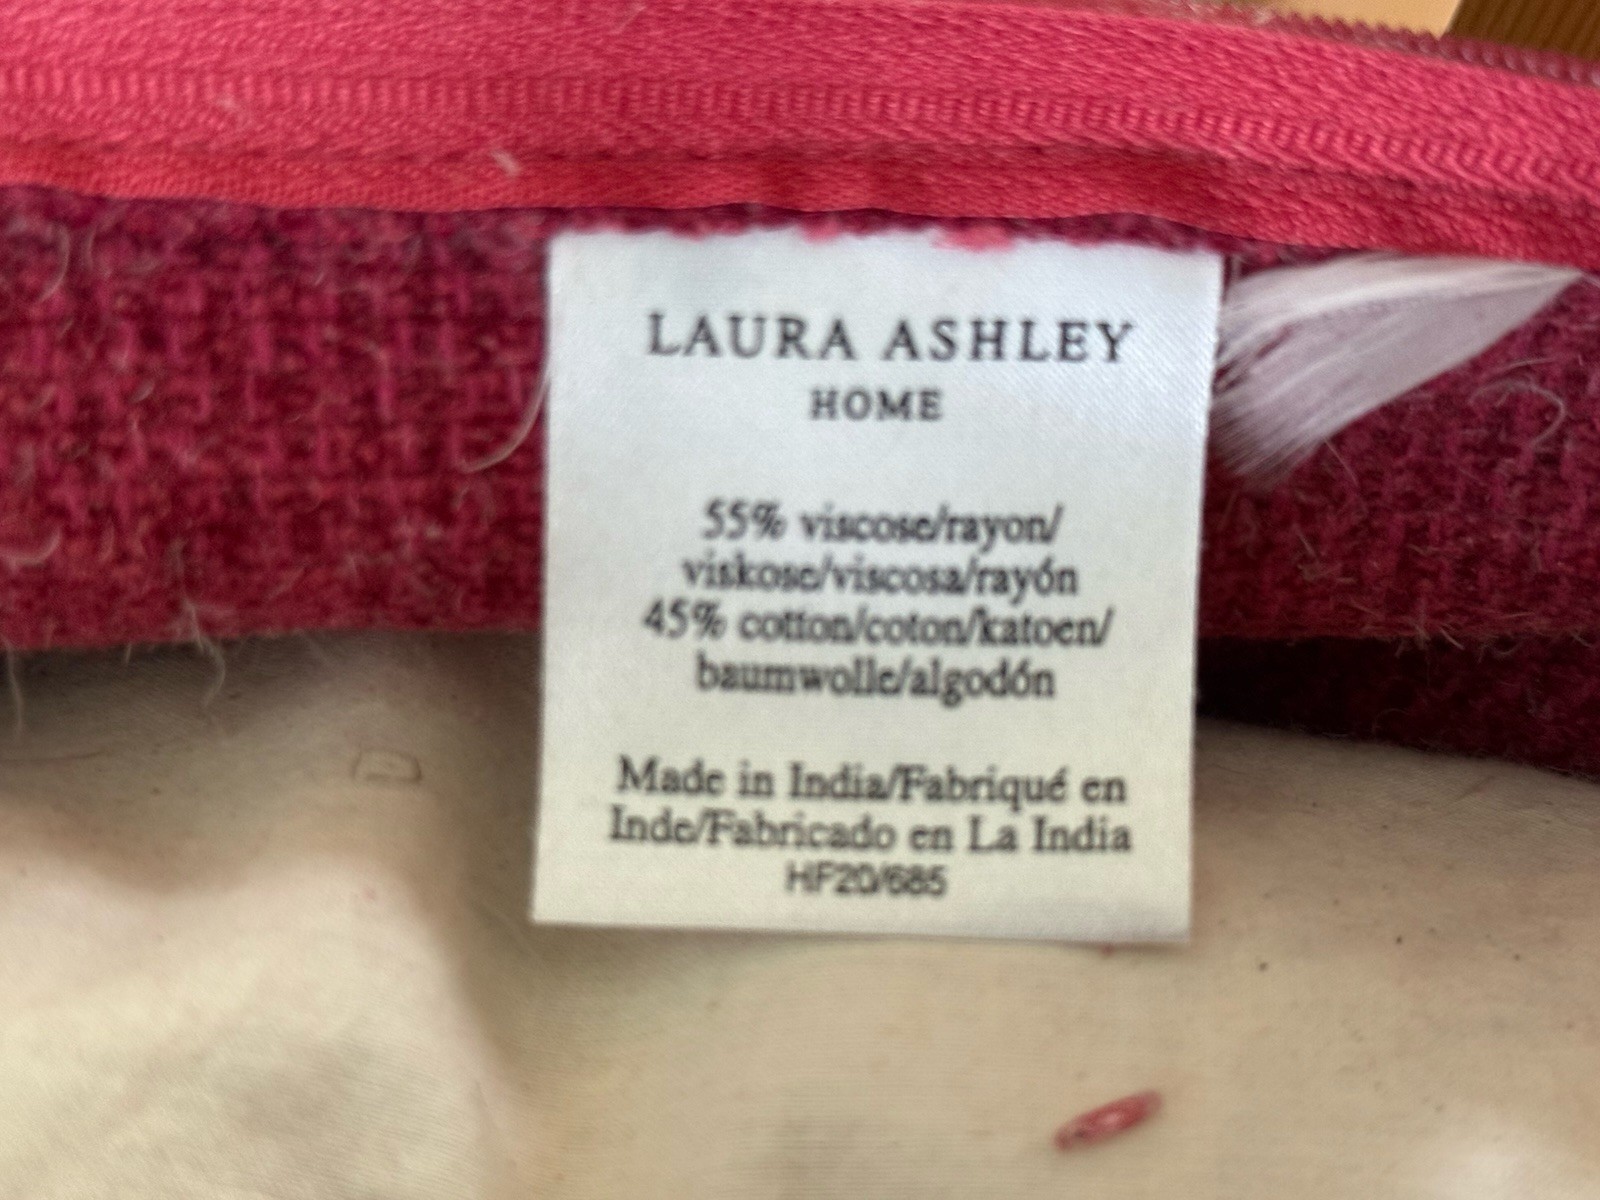 LAURA ASHLEY
HOME
55% viscose/rayon/
viskose/viscosa/rayón
45% cotton/coton/katoen/
baumwolle/algodón
Made in India/Fabriqué en
Inde/Fabricado en La India
HF20/685